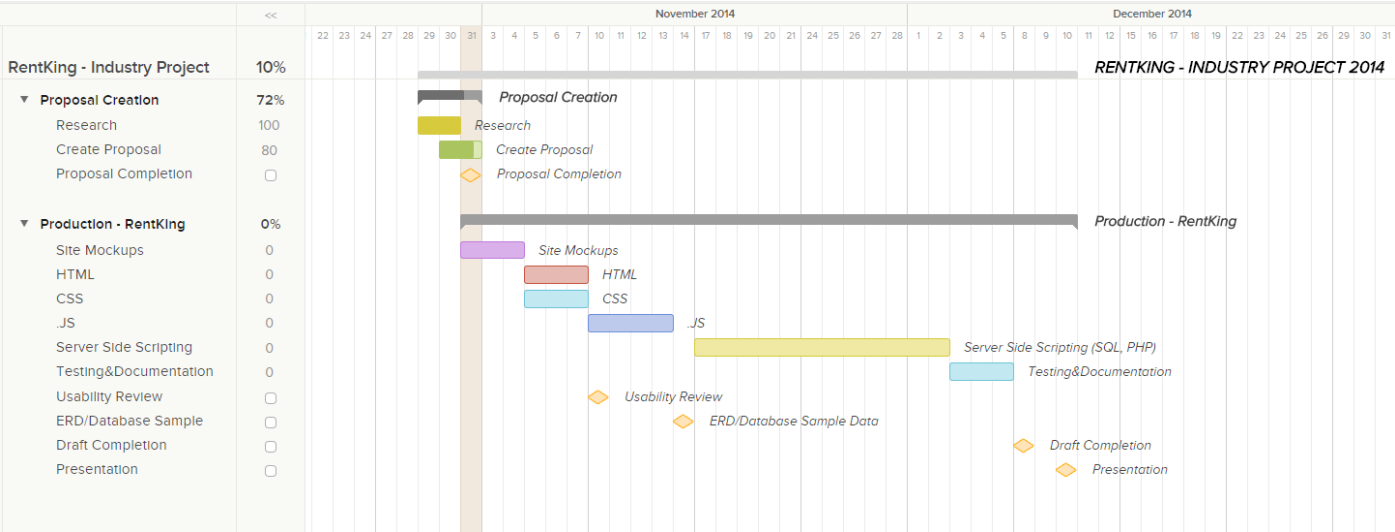 << November 2014 December 2014
22 23 24 27 28 29 30 31 3 4 5 6 7 10 11 12 13 14 17 18 19 20 21 24 25 26 27 28 1 2 3 4 5 8 9 10 11 12 15 16 17 18 19 22 23 24 25 26 29 30 31
RentKing - Industry Project 10% RENTKING - INDUSTRY PROJECT 2014
Proposal Creation 72% Proposal Creation
Research 100 Research
Create Proposal 80 Create Proposal
Proposal Completion Proposal Completion
Production - RentKing 0% Production - RentKing
Site Mockups 0 Site Mockups
HTML 0 HTML
CSS 0 CSS
.JS 0 .JS
Server Side Scripting 0 Server Side Scripting (SQL, PHP)
Testing&Documentation 0 Testing&Documentation
Usability Review Usability Review
ERD/Database Sample ERD/Database Sample Data
Draft Completion Draft Completion
Presentation Presentation